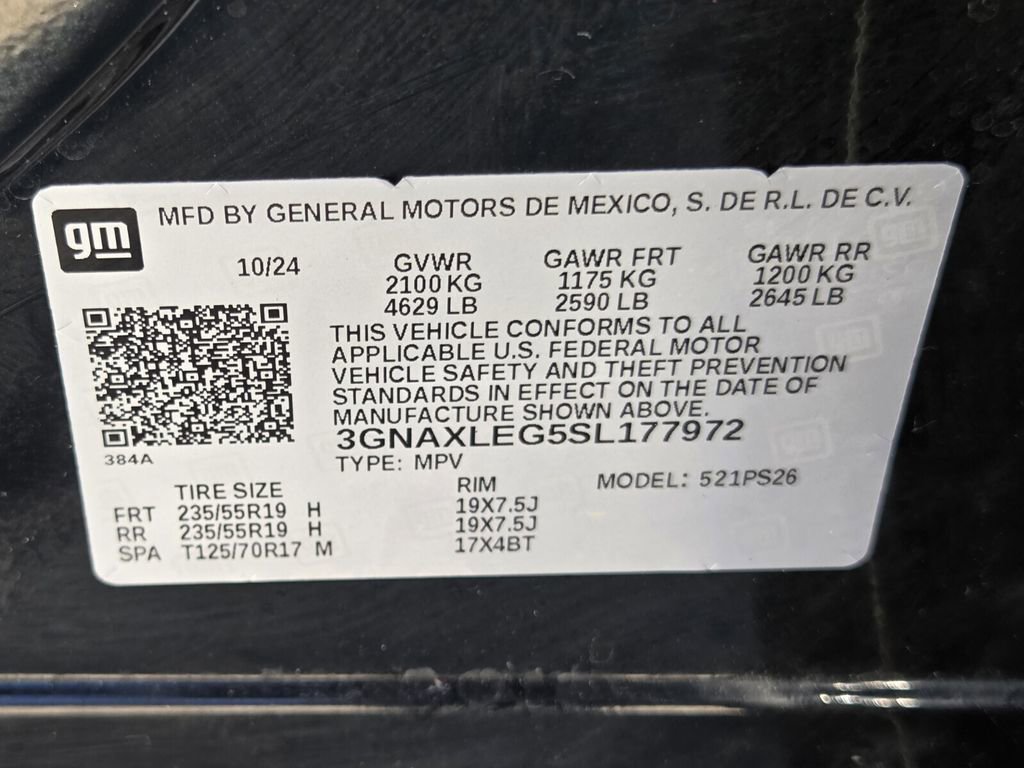 gm
MFD BY GENERAL MOTORS DE MEXICO, S. DE R.L. DE C.V.
10/24 GVWR GAWR FRT GAWR RR
2100 KG 1175 KG 1200 KG
4629 LB 2590 LB 2645 LB
THIS VEHICLE CONFORMS TO ALL
APPLICABLE U.S. FEDERAL MOTOR
VEHICLE SAFETY AND THEFT PREVENTION
STANDARDS IN EFFECT ON THE DATE OF
MANUFACTURE SHOWN ABOVE.
3GNAXLEG5SL177972
384A
TYPE: MPV
MODEL: 521PS26
TIRE SIZE RIM
FRT 235/55R19 H 19X7.5J
RR 235/55R19 H 19X7.5J
SPA T125/70R17 M 17X4BT